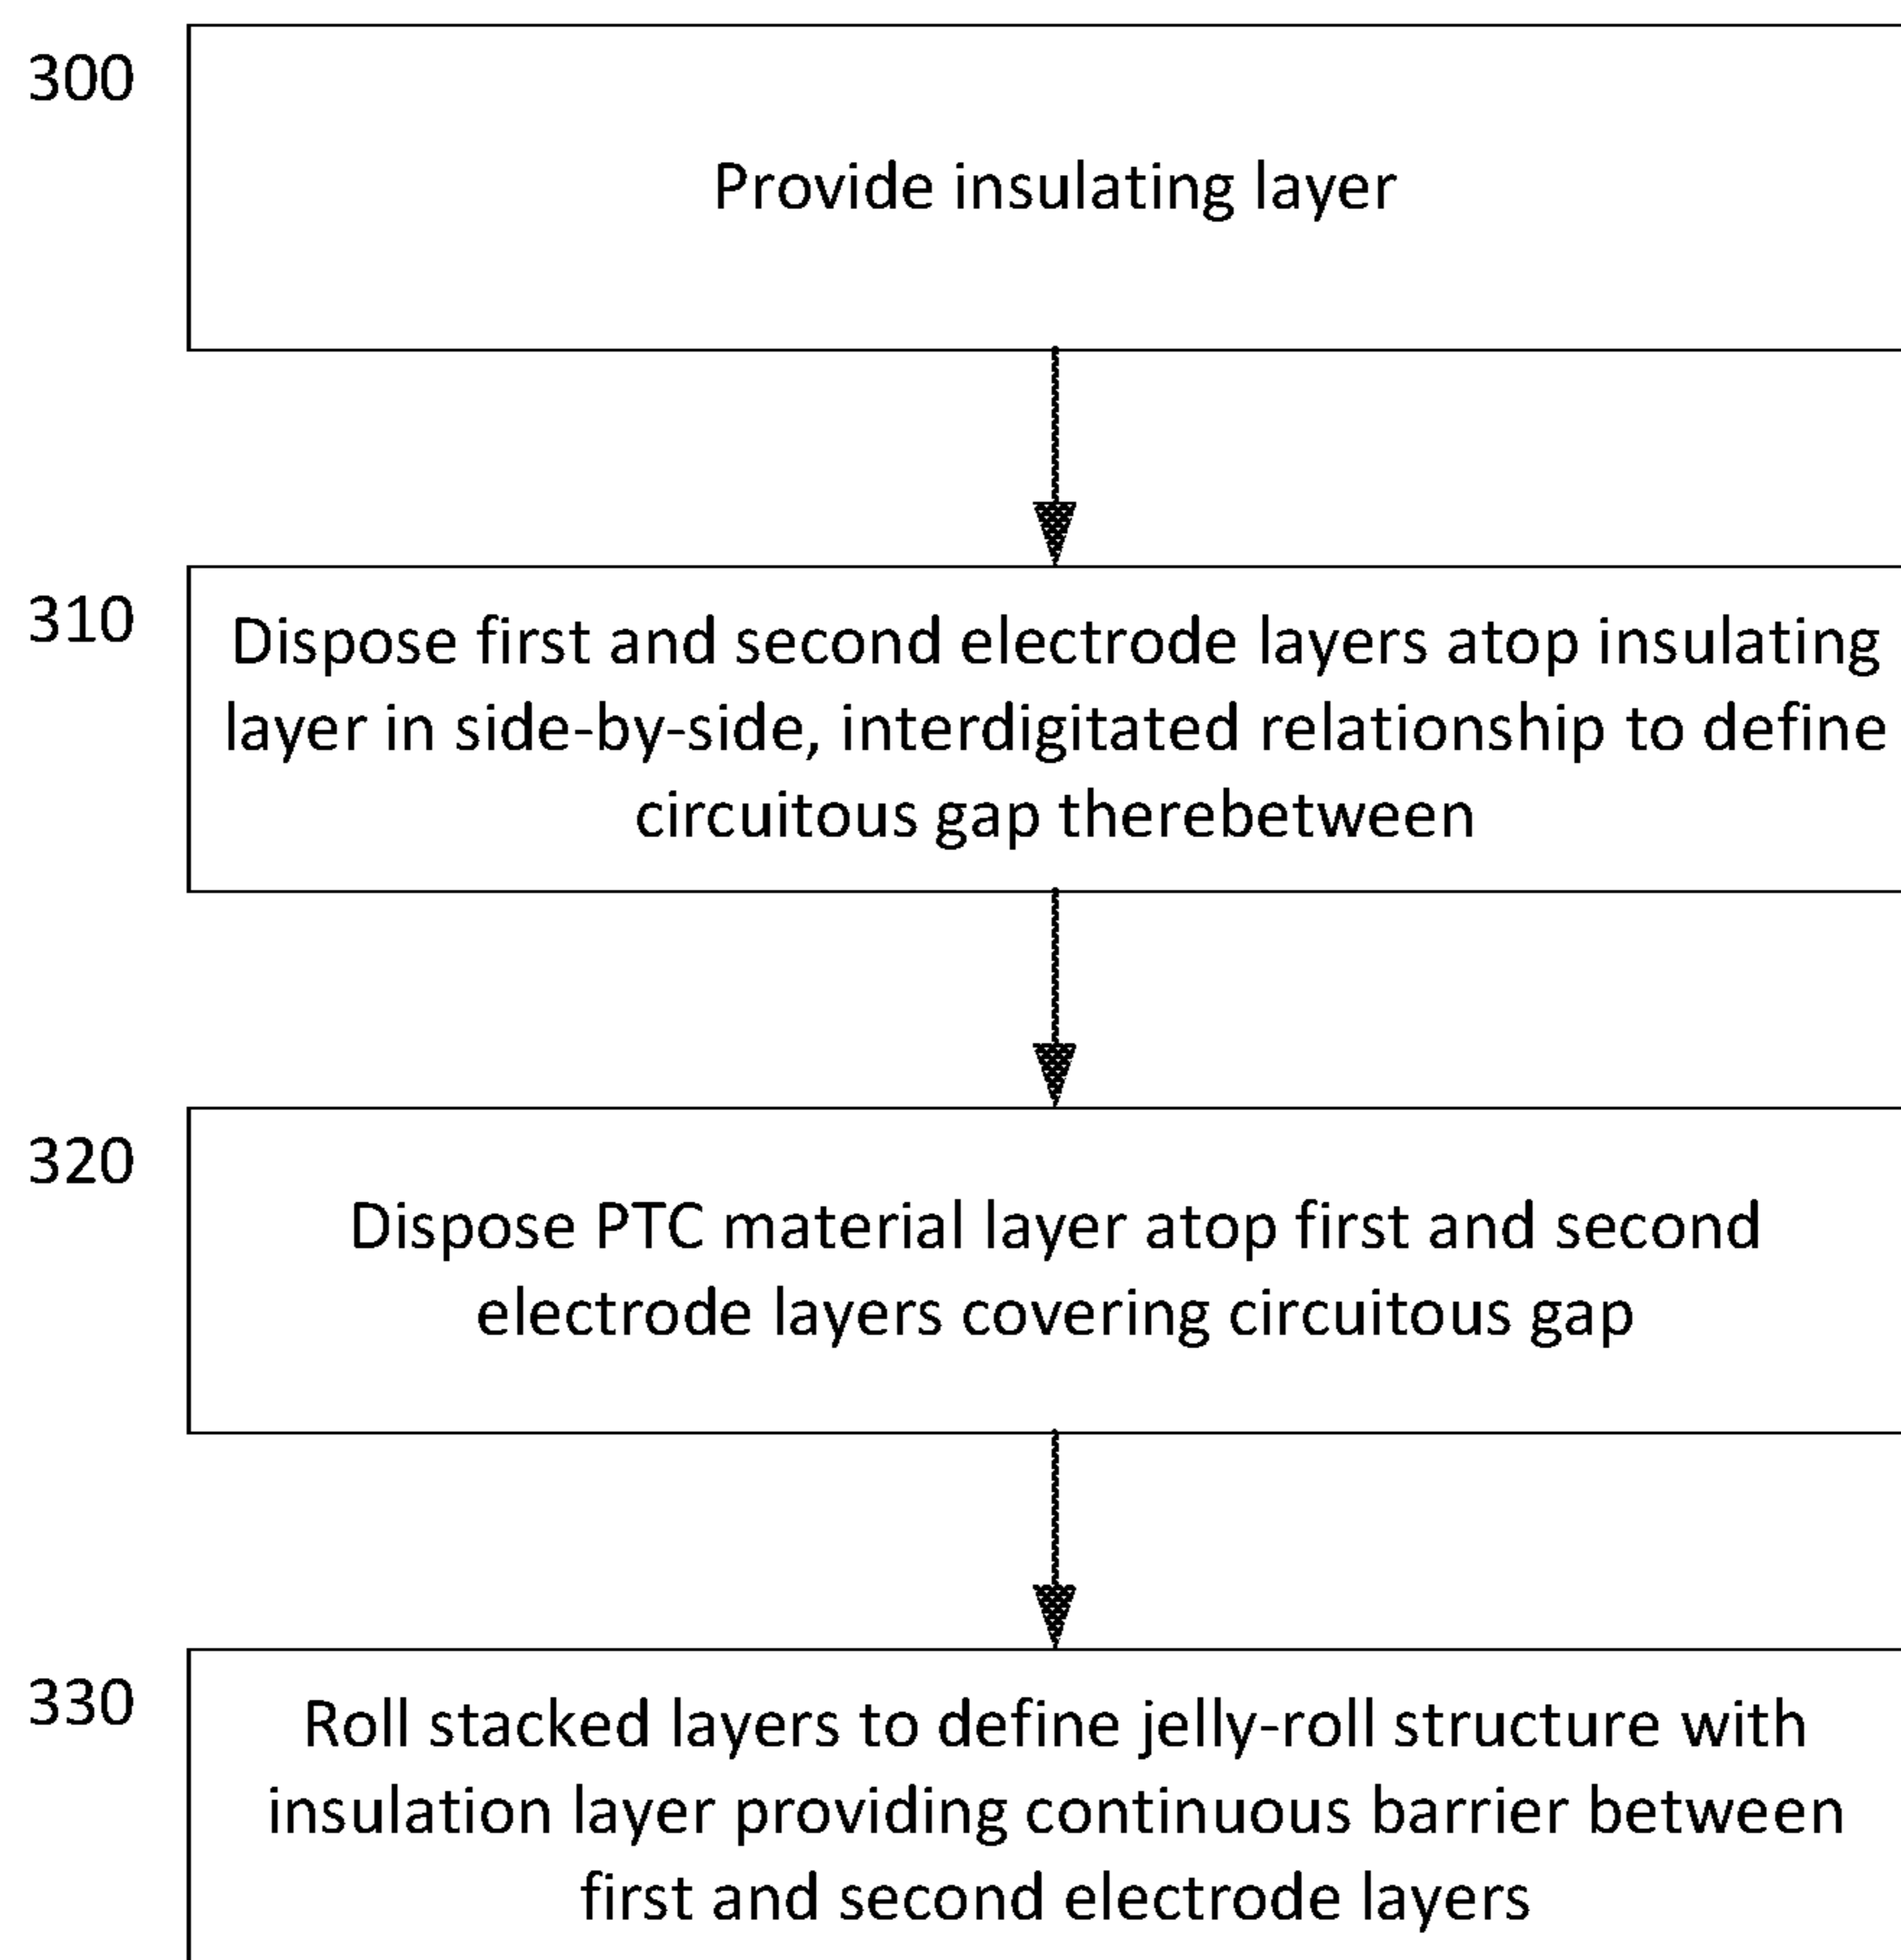 300
Provide insulating layer
310
Dispose first and second electrode layers atop insulating
layer in side-by-side, interdigitated relationship to define
circuitous gap therebetween
320
Dispose PTC material layer atop first and second
electrode layers covering circuitous gap
330
Roll stacked layers to define jelly-roll structure with
insulation layer providing continuous barrier between
first and second electrode layers